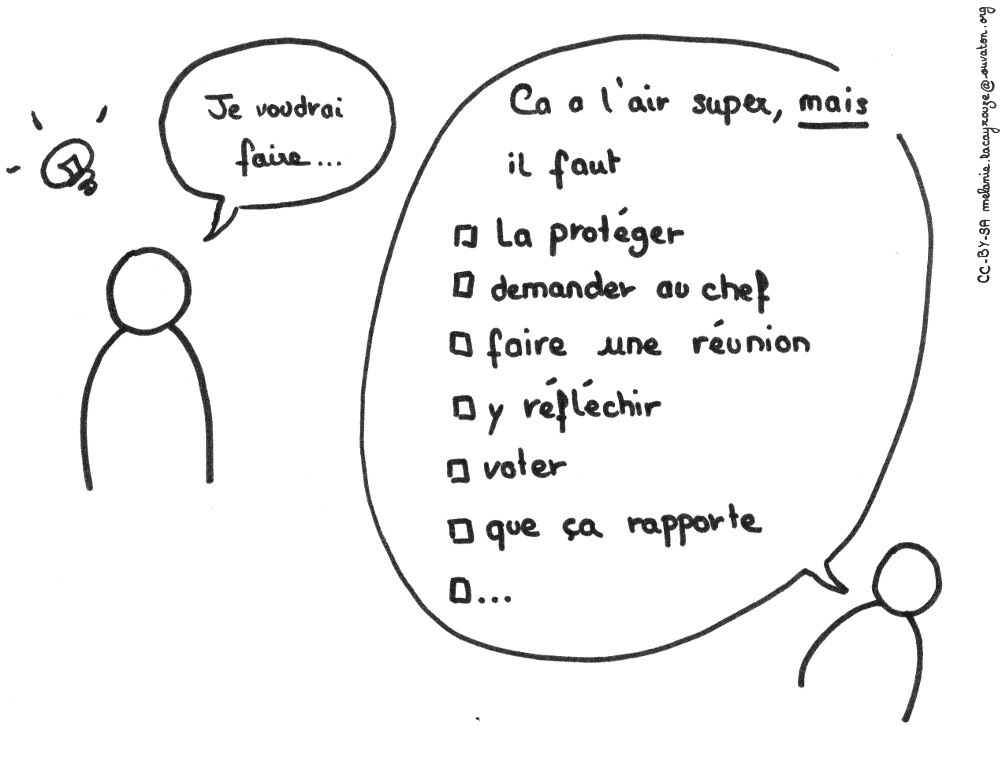 Je voudrai
faire...
Ca a l'air super, mais
il faut
La protéger
demander au chef
faire une réunion
y réfléchir
voter
que ça rapporte
...
CC-BY-SA melanie.lacayrouze@ouvaton.org